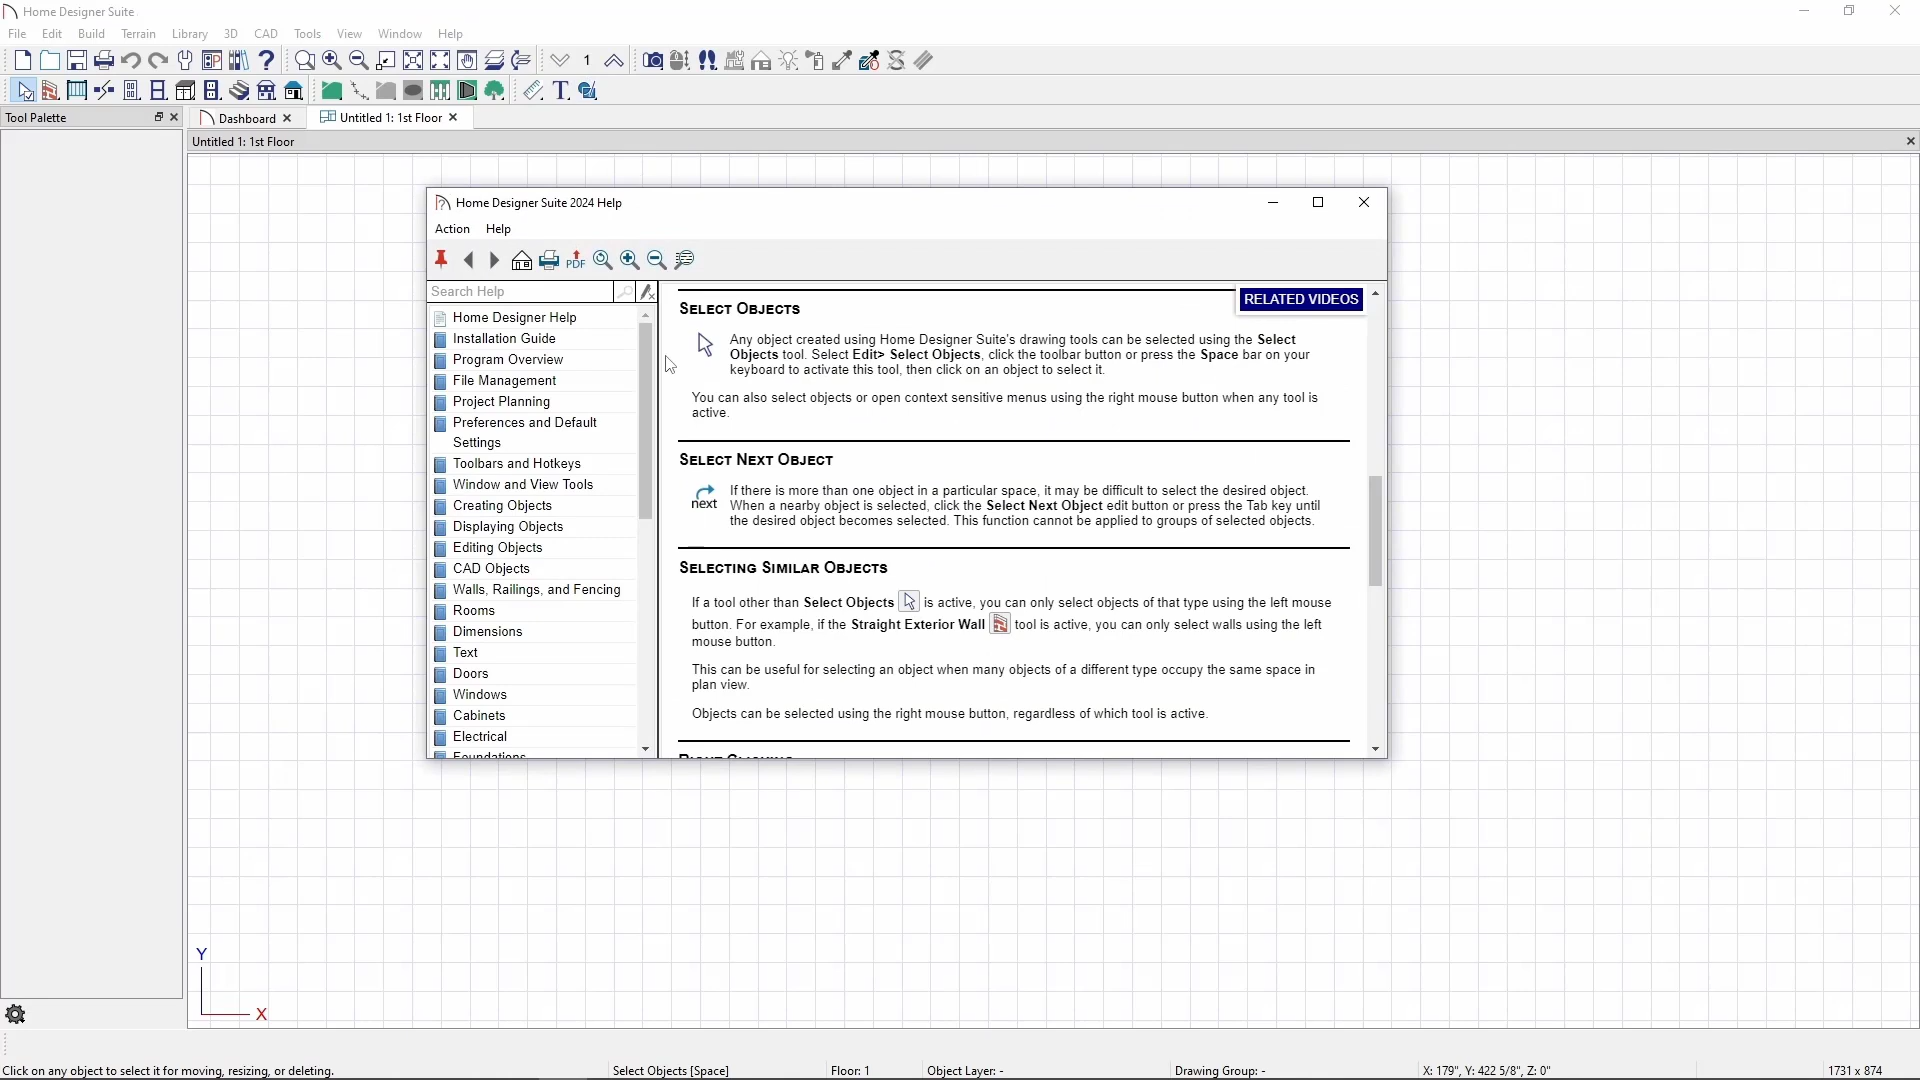 Home Designer Suite
File Edit Build Terrain Library 3D CAD Tools View Window Help
1
Tool Palette
Dashboard
Untitled 1: 1st Floor
Untitled 1: 1st Floor
Home Designer Suite 2024 Help
Action Help
PDF
Search Help
Home Designer Help
Installation Guide
Program Overview
File Management
Project Planning
Preferences and Default
Settings
Toolbars and Hotkeys
Window and View Tools
Creating Objects
Displaying Objects
Editing Objects
CAD Objects
Walls, Railings, and Fencing
Rooms
Dimensions
Text
Doors
Windows
Cabinets
Electrical
Foundations
RELATED VIDEOS
SELECT OBJECTS
Any object created using Home Designer Suite's drawing tools can be selected using the Select
Objects tool. Select Edit> Select Objects, click the toolbar button or press the Space bar on your
keyboard to activate this tool, then click on an object to select it.
You can also select objects or open context sensitive menus using the right mouse button when any tool is
active.
SELECT NEXT OBJECT
next
If there is more than one object in a particular space, it may be difficult to select the desired object.
When a nearby object is selected, click the Select Next Object edit button or press the Tab key until
the desired object becomes selected. This function cannot be applied to groups of selected objects.
SELECTING SIMILAR OBJECTS
If a tool other than Select Objects is active, you can only select objects of that type using the left mouse
button. For example, if the Straight Exterior Wall tool is active, you can only select walls using the left
mouse button.
This can be useful for selecting an object when many objects of a different type occupy the same space in
plan view.
Objects can be selected using the right mouse button, regardless of which tool is active.
RIGHT CLICKING
Y
X
Click on any object to select it for moving, resizing, or deleting.
Select Objects [Space]
Floor: 1
Object Layer: -
Drawing Group: -
X: 179", Y: 422 5/8", Z: 0"
1731 x 874